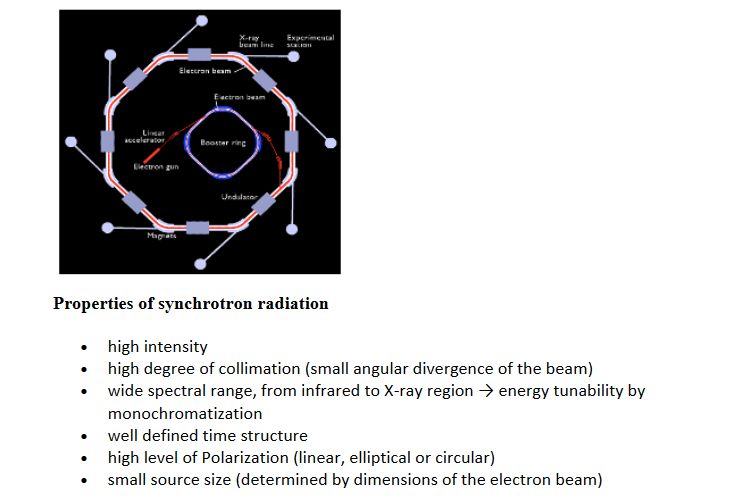 X-ray
beam line
Experimental
station
Electron beam
Electron beam
Linear
accelerator
Booster ring
Electron gun
Undulator
Magnets
Properties of synchrotron radiation
• high intensity
• high degree of collimation (small angular divergence of the beam)
• wide spectral range, from infrared to X-ray region → energy tunability by
monochromatization
• well defined time structure
• high level of Polarization (linear, elliptical or circular)
• small source size (determined by dimensions of the electron beam)